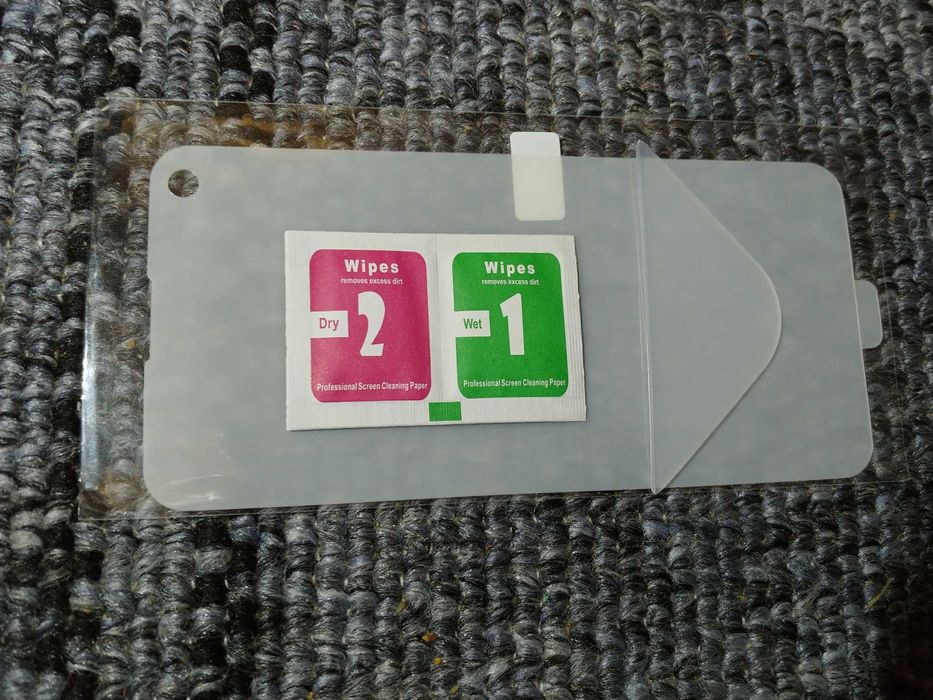 Wipes
removes excess dirt
Dry
2
Professional Screen Cleaning Paper
Wipes
removes excess dirt
Wet
1
Professional Screen Cleaning Paper